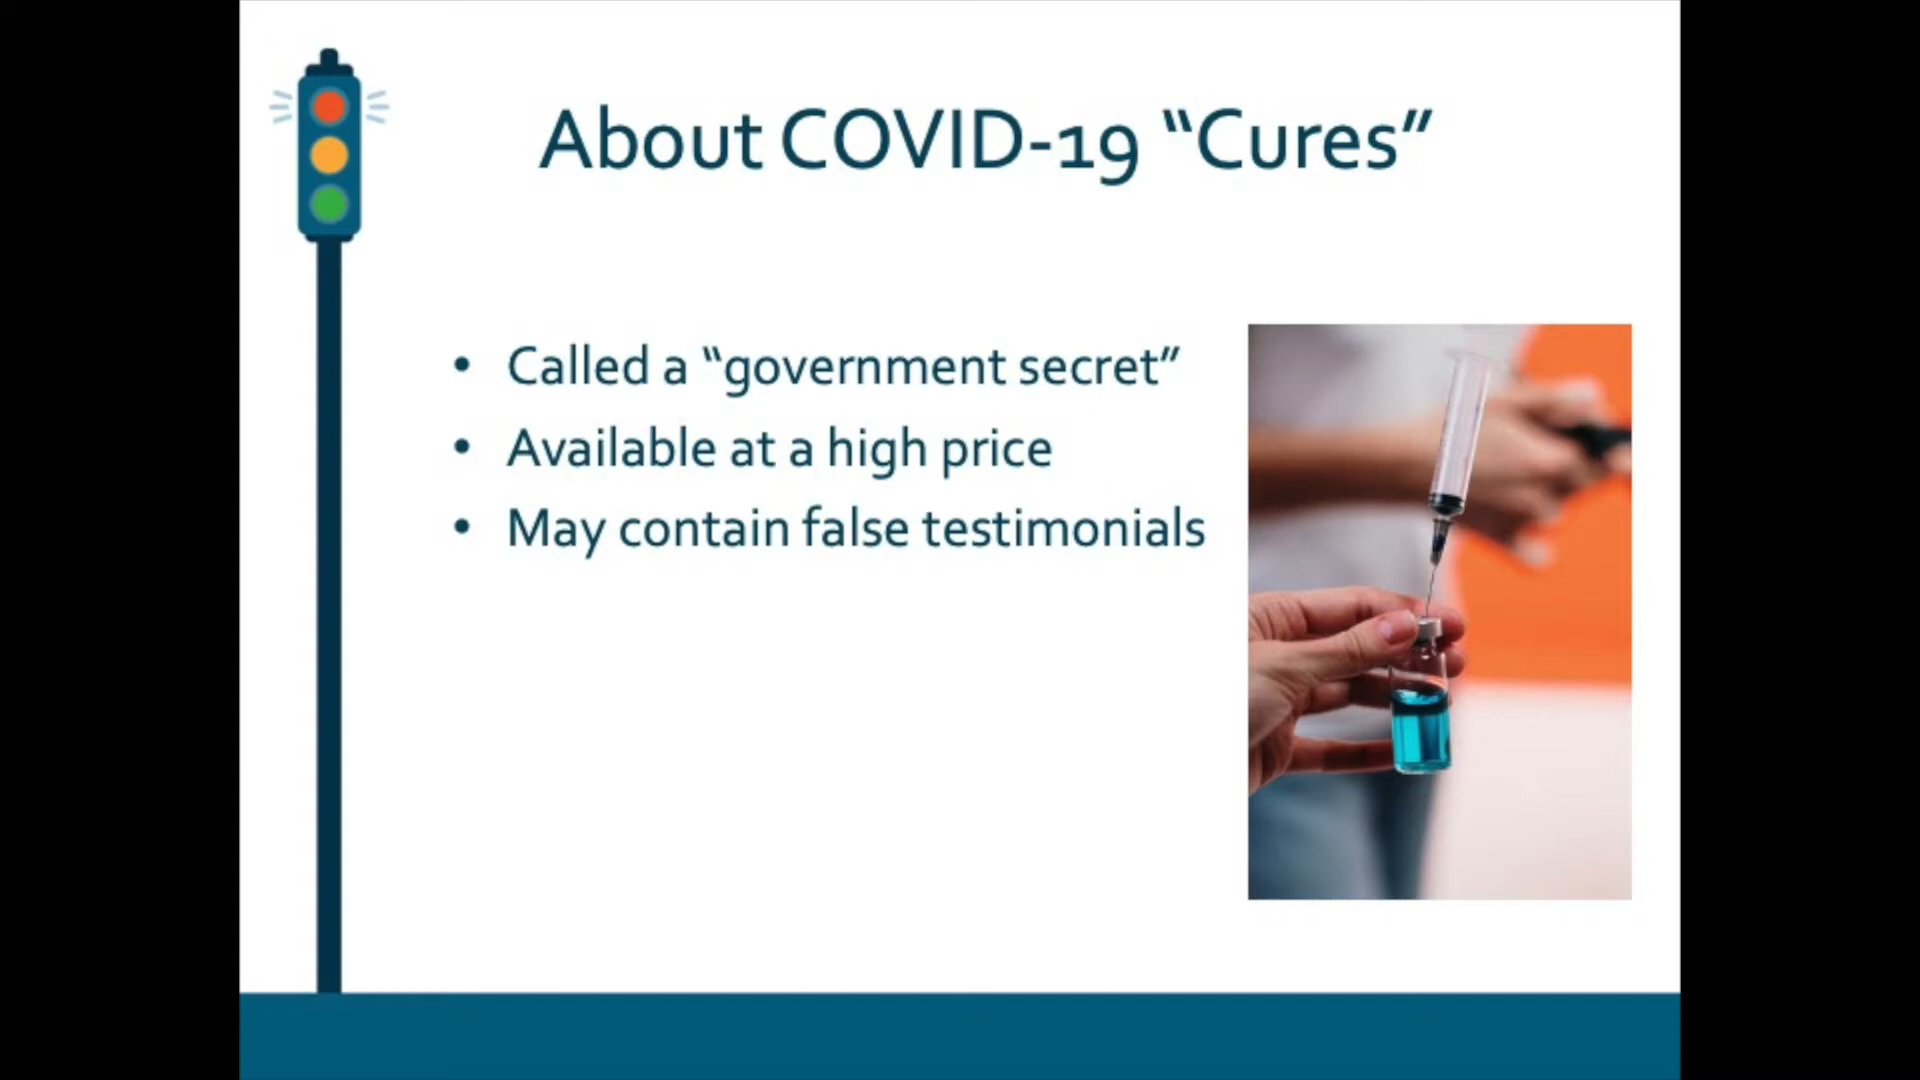 About COVID-19 “Cures”
• Called a “government secret”
• Available at a high price
• May contain false testimonials